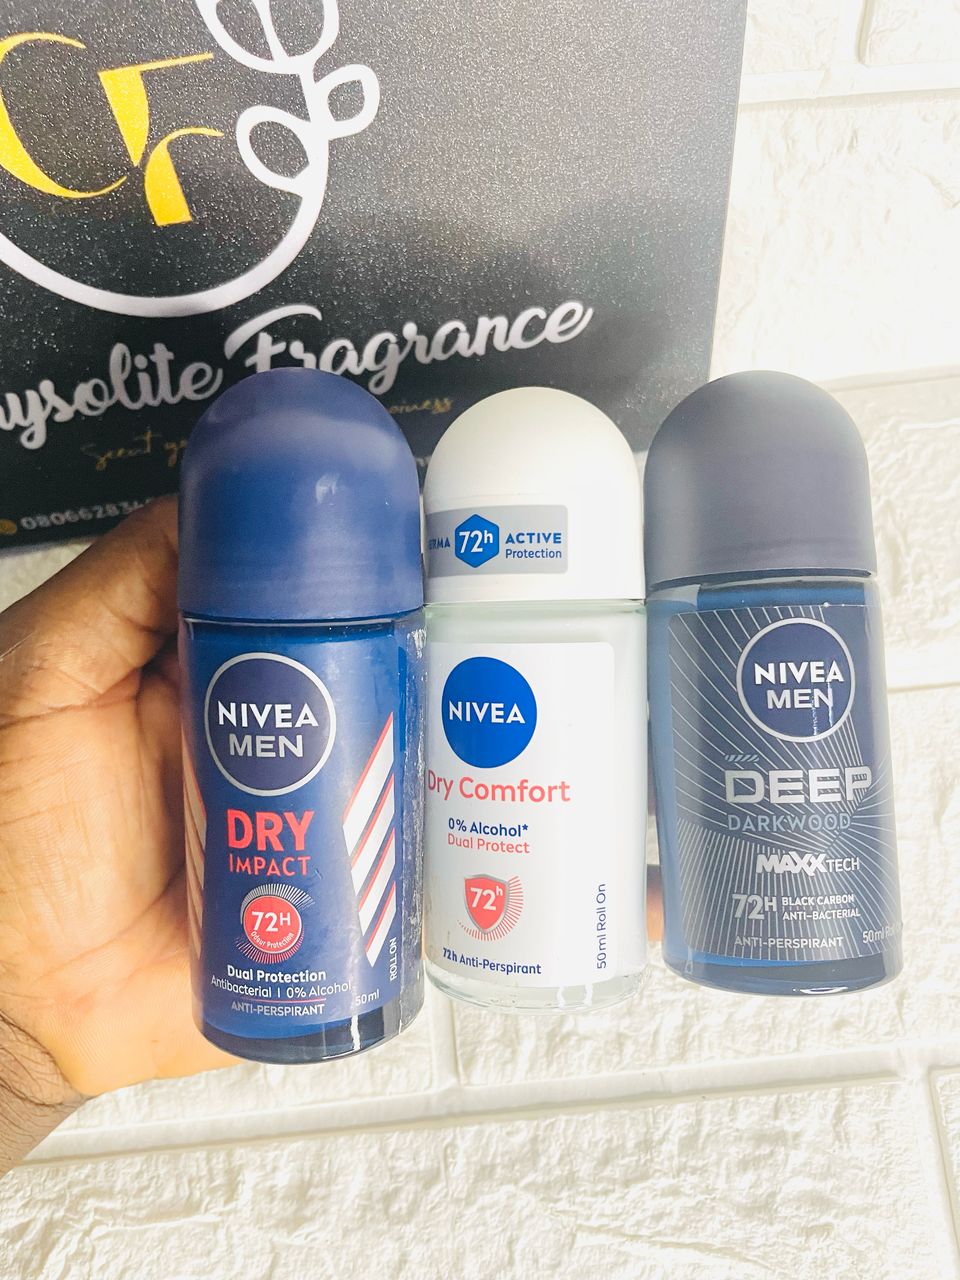 Fragrance
NIVEA
MEN
DRY
IMPACT
72H
Odour Protection
Dual Protection
Antibacterial | 0% Alcohol
ANTI-PERSPIRANT
50ml
ROLL ON
72h
ACTIVE
Protection
NIVEA
Dry Comfort
0% Alcohol*
Dual Protect
72h
72h Anti-Perspirant
50 ml Roll On
NIVEA
MEN
DEEP
DARKWOOD
MAXXTECH
72H BLACK CARBON
ANTI-BACTERIAL
ANTI-PERSPIRANT
50ml